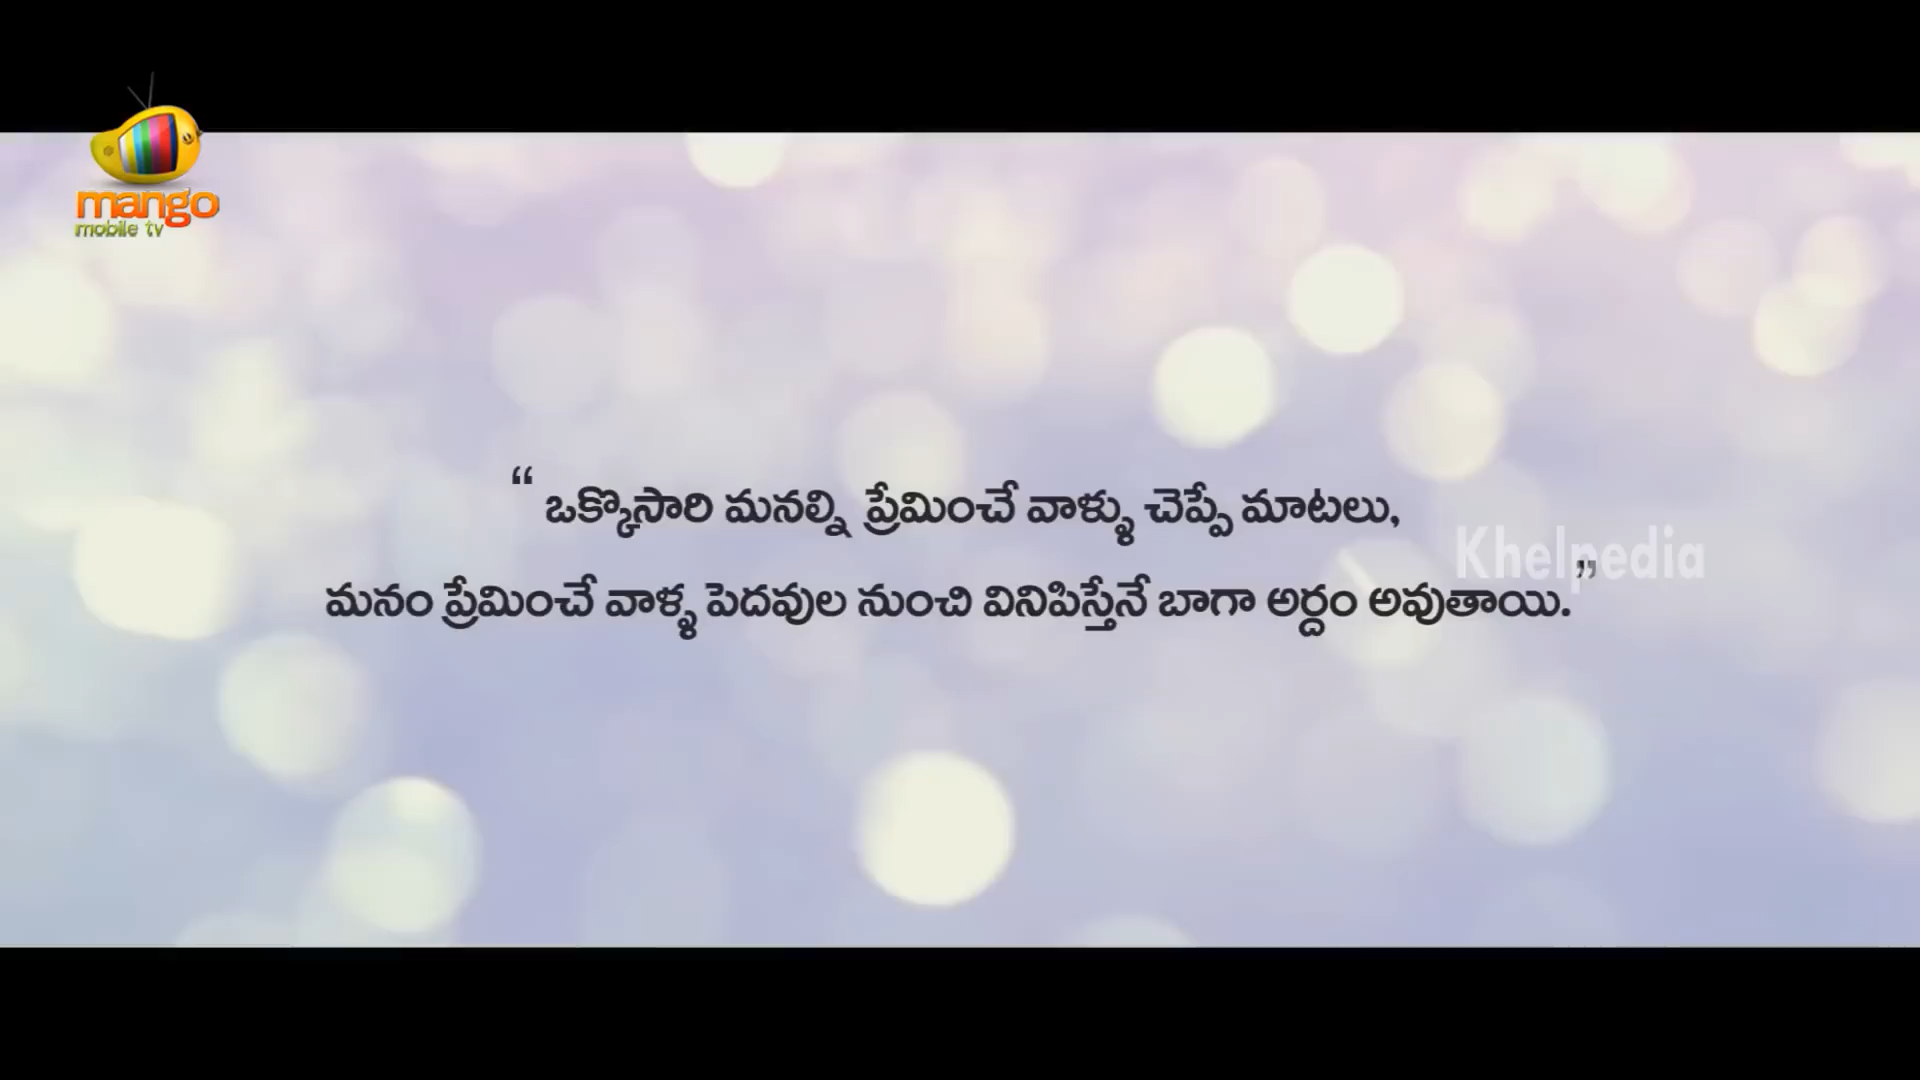 mango
mobile tv
“ ఒక్కొసారి మనల్ని ప్రేమించే వాళ్ళు చెప్పే మాటలు,
Khelpedia
మనం ప్రేమించే వాళ్ళ పెదవుల నుంచి వినిపిస్తేనే బాగా అర్దం అవుతాయి. ”